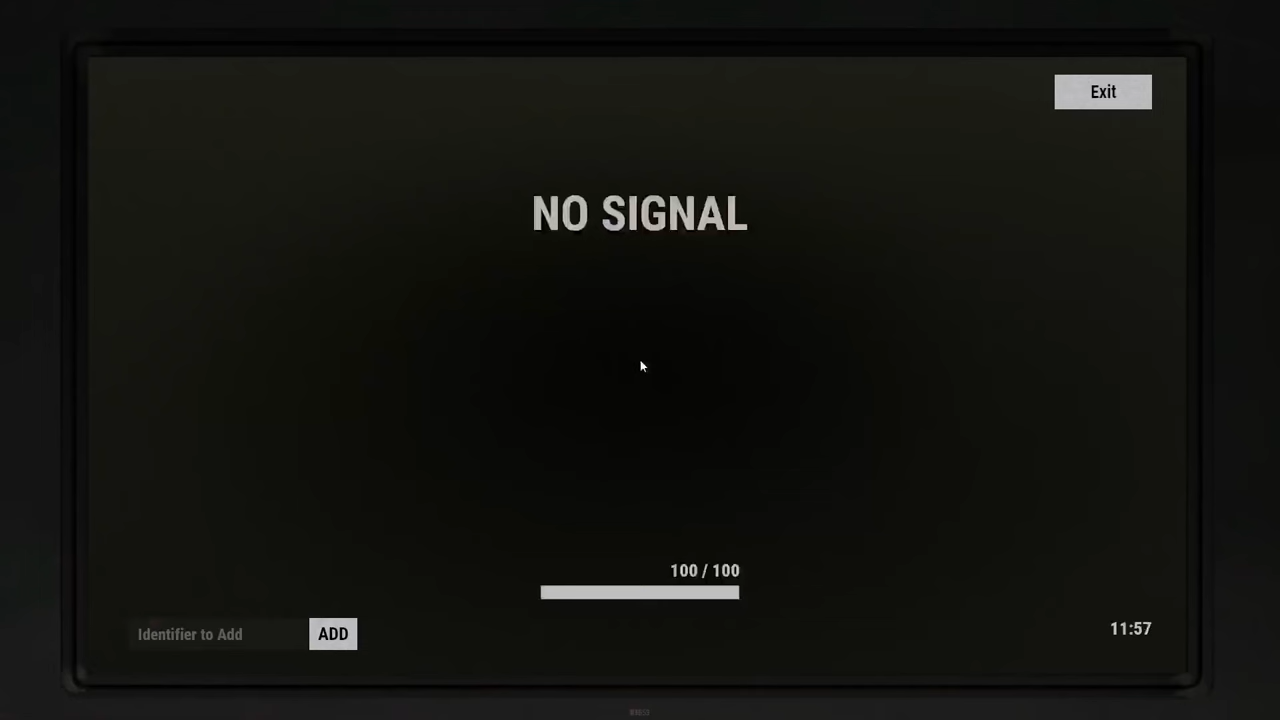 Exit
NO SIGNAL
100 / 100
Identifier to Add
ADD
11:57